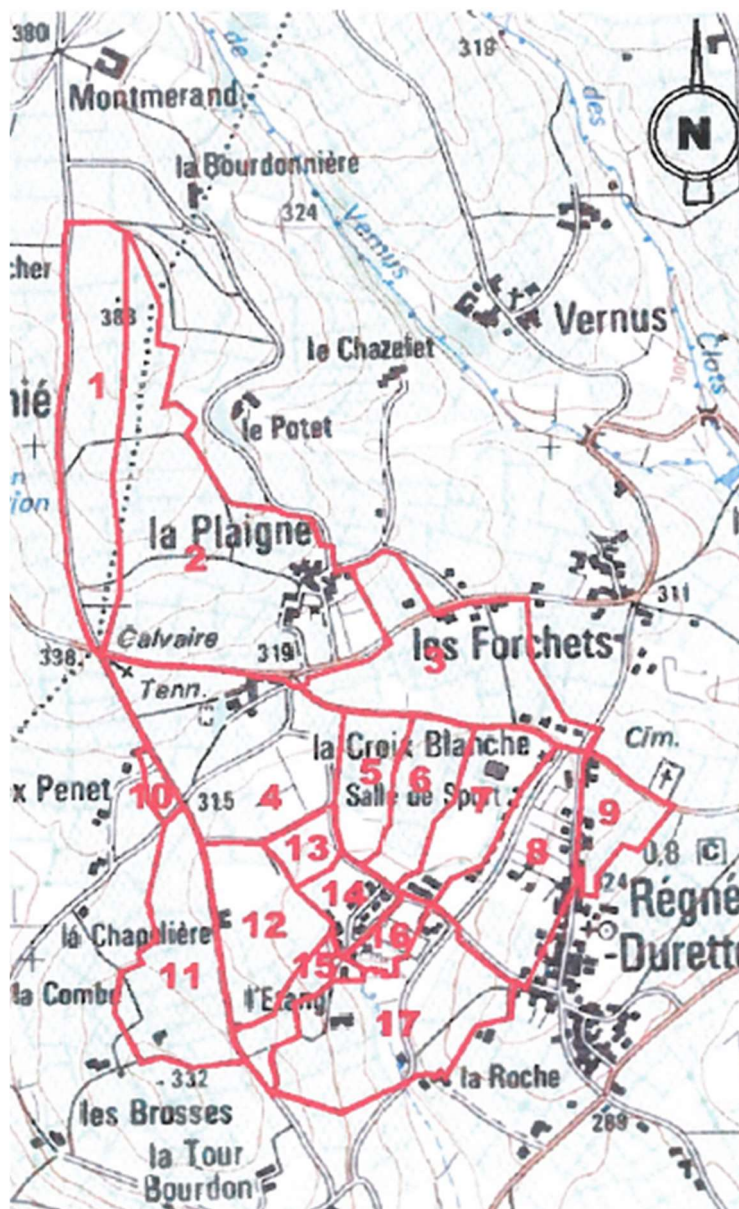 380
de
319
des
Montmerand
N
la Bourdonnière
324
Vernus
cher
383
Vernus
le Chazelet
Clots
300
1
nié
le Potet
la Plaigne
2
311
Calvaire
338
319
les Forchets
3
Tenn.
la Croix Blanche
Cim.
x Penet
10
315
4
5
6
Salle de Sport
7
13
8
9
0,8 C
14
24
Régné
-Durette
12
la Chapelière
16
11
15
la Combe
l'Etang
17
332
la Roche
les Brosses
289
la Tour
Bourdon